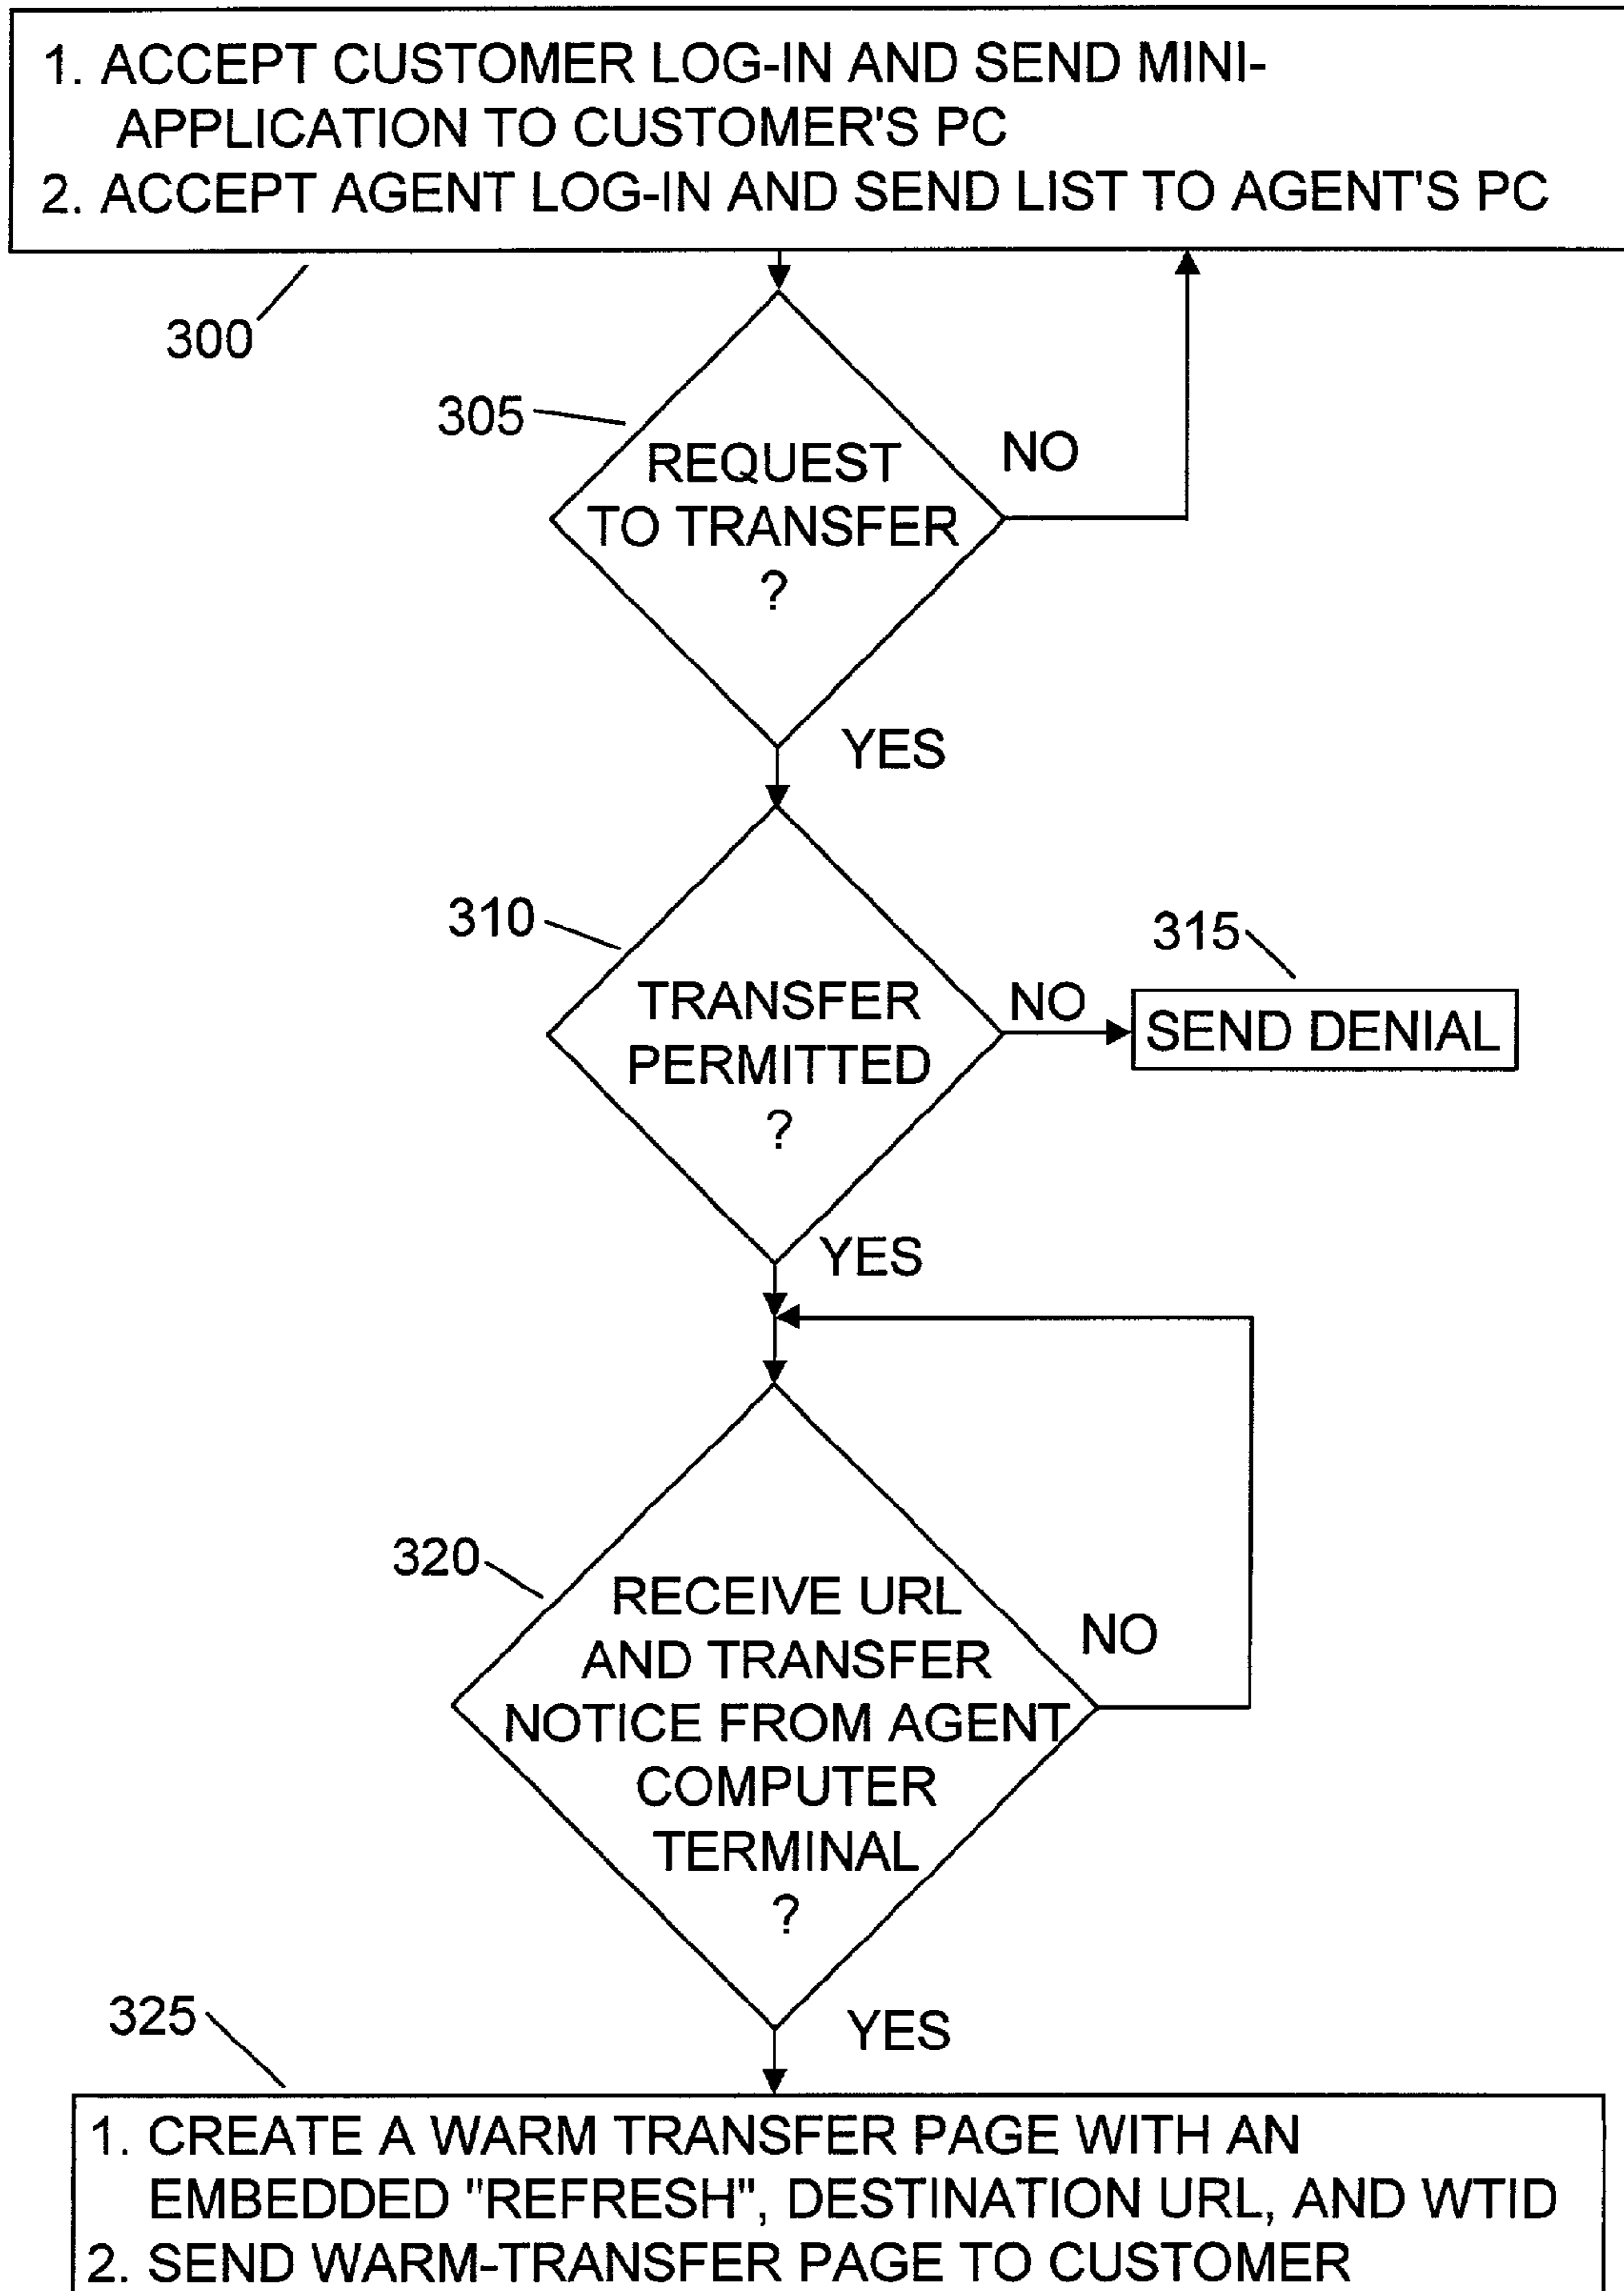 1. ACCEPT CUSTOMER LOG-IN AND SEND MINI-
APPLICATION TO CUSTOMER'S PC
2. ACCEPT AGENT LOG-IN AND SEND LIST TO AGENT'S PC
300
305
REQUEST
TO TRANSFER
?
NO
YES
310
TRANSFER
PERMITTED
?
NO
315
SEND DENIAL
YES
320
RECEIVE URL
AND TRANSFER
NOTICE FROM AGENT
COMPUTER
TERMINAL
?
NO
YES
325
1. CREATE A WARM TRANSFER PAGE WITH AN
EMBEDDED "REFRESH", DESTINATION URL, AND WTID
2. SEND WARM-TRANSFER PAGE TO CUSTOMER